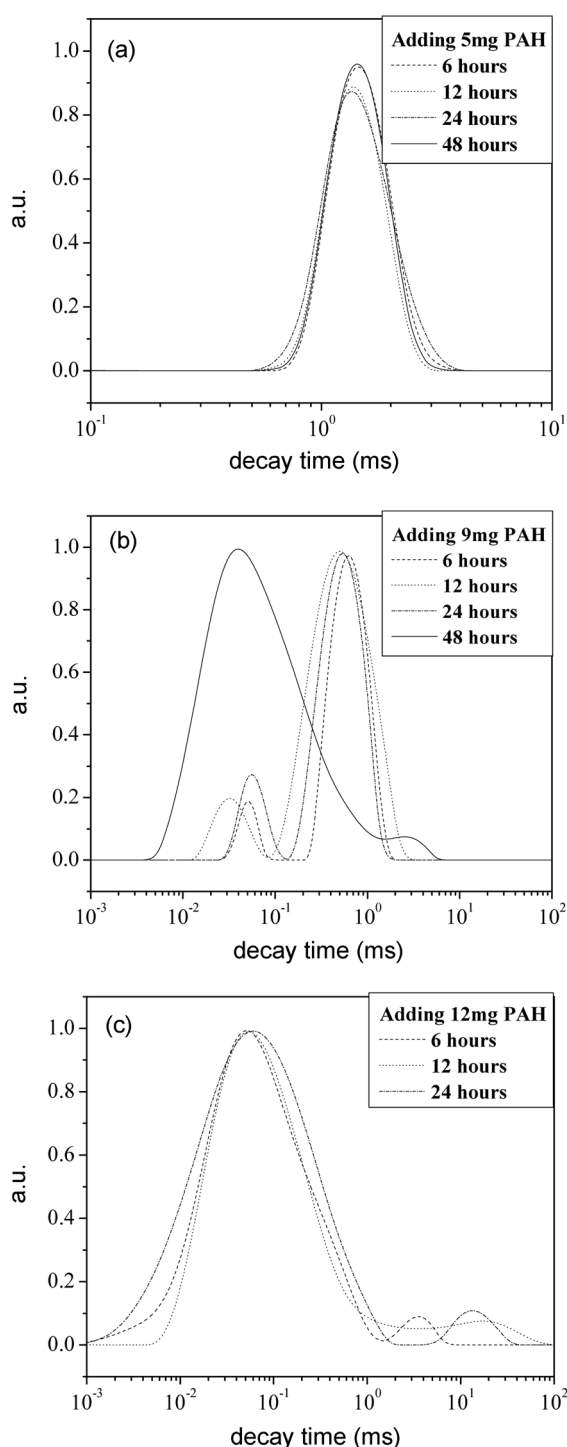 (a)
Adding 5mg PAH
6 hours
12 hours
24 hours
48 hours
1.0
0.8
0.6
0.4
0.2
0.0
a.u.
10⁻¹ 10⁰ 10¹
decay time (ms)
(b)
Adding 9mg PAH
6 hours
12 hours
24 hours
48 hours
1.0
0.8
0.6
0.4
0.2
0.0
a.u.
10⁻³ 10⁻² 10⁻¹ 10⁰ 10¹ 10²
decay time (ms)
(c)
Adding 12mg PAH
6 hours
12 hours
24 hours
1.0
0.8
0.6
0.4
0.2
0.0
a.u.
10⁻³ 10⁻² 10⁻¹ 10⁰ 10¹ 10²
decay time (ms)